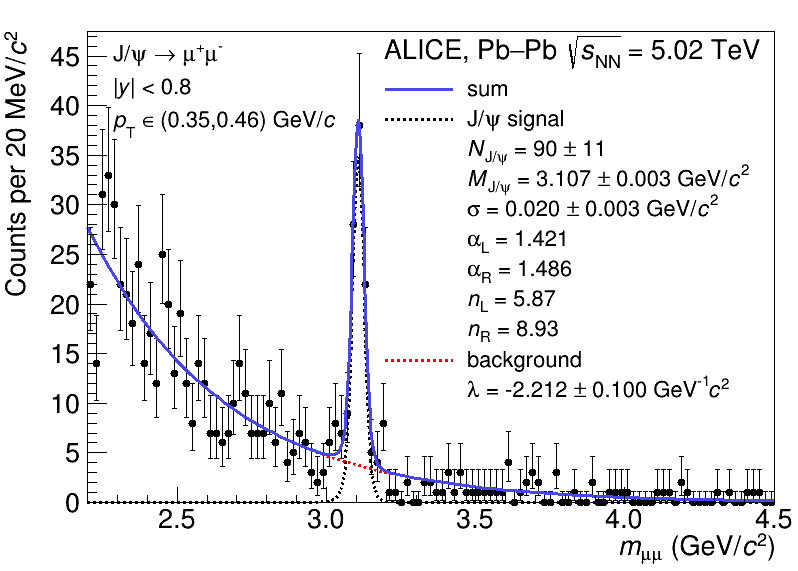 Counts per 20 MeV/c²
45
40
35
30
25
20
15
10
5
0
J/ψ → μ⁺μ⁻
|y| < 0.8
p_T ∈ (0.35,0.46) GeV/c
ALICE, Pb–Pb √s_NN = 5.02 TeV
sum
J/ψ signal
N_J/ψ = 90 ± 11
M_J/ψ = 3.107 ± 0.003 GeV/c²
σ = 0.020 ± 0.003 GeV/c²
α_L = 1.421
α_R = 1.486
n_L = 5.87
n_R = 8.93
background
λ = -2.212 ± 0.100 GeV⁻¹c²
2.5 3.0 3.5 4.0 4.5
m_μμ (GeV/c²)